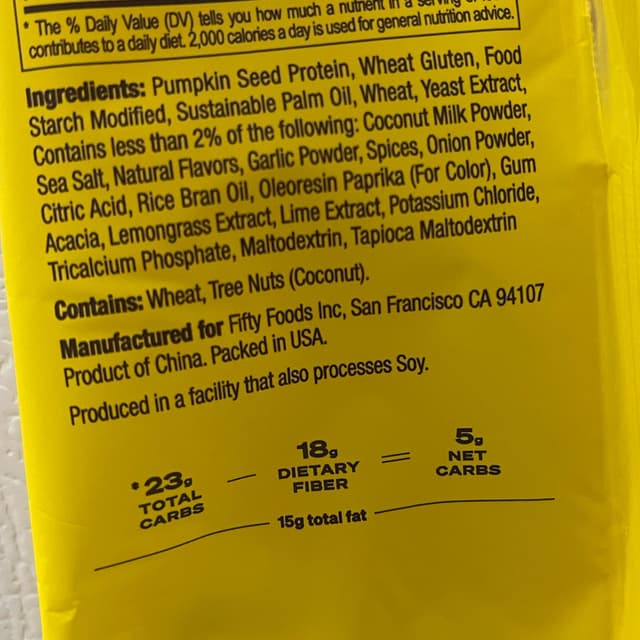 * The % Daily Value (DV) tells you how much a nutrient in a serving of
contributes to a daily diet. 2,000 calories a day is used for general nutrition advice.
Ingredients: Pumpkin Seed Protein, Wheat Gluten, Food
Starch Modified, Sustainable Palm Oil, Wheat, Yeast Extract,
Contains less than 2% of the following: Coconut Milk Powder,
Sea Salt, Natural Flavors, Garlic Powder, Spices, Onion Powder,
Citric Acid, Rice Bran Oil, Oleoresin Paprika (For Color), Gum
Acacia, Lemongrass Extract, Lime Extract, Potassium Chloride,
Tricalcium Phosphate, Maltodextrin, Tapioca Maltodextrin
Contains: Wheat, Tree Nuts (Coconut).
Manufactured for Fifty Foods Inc, San Francisco CA 94107
Product of China. Packed in USA.
Produced in a facility that also processes Soy.
*23g — 18g = 5g
TOTAL DIETARY NET
CARBS FIBER CARBS
15g total fat